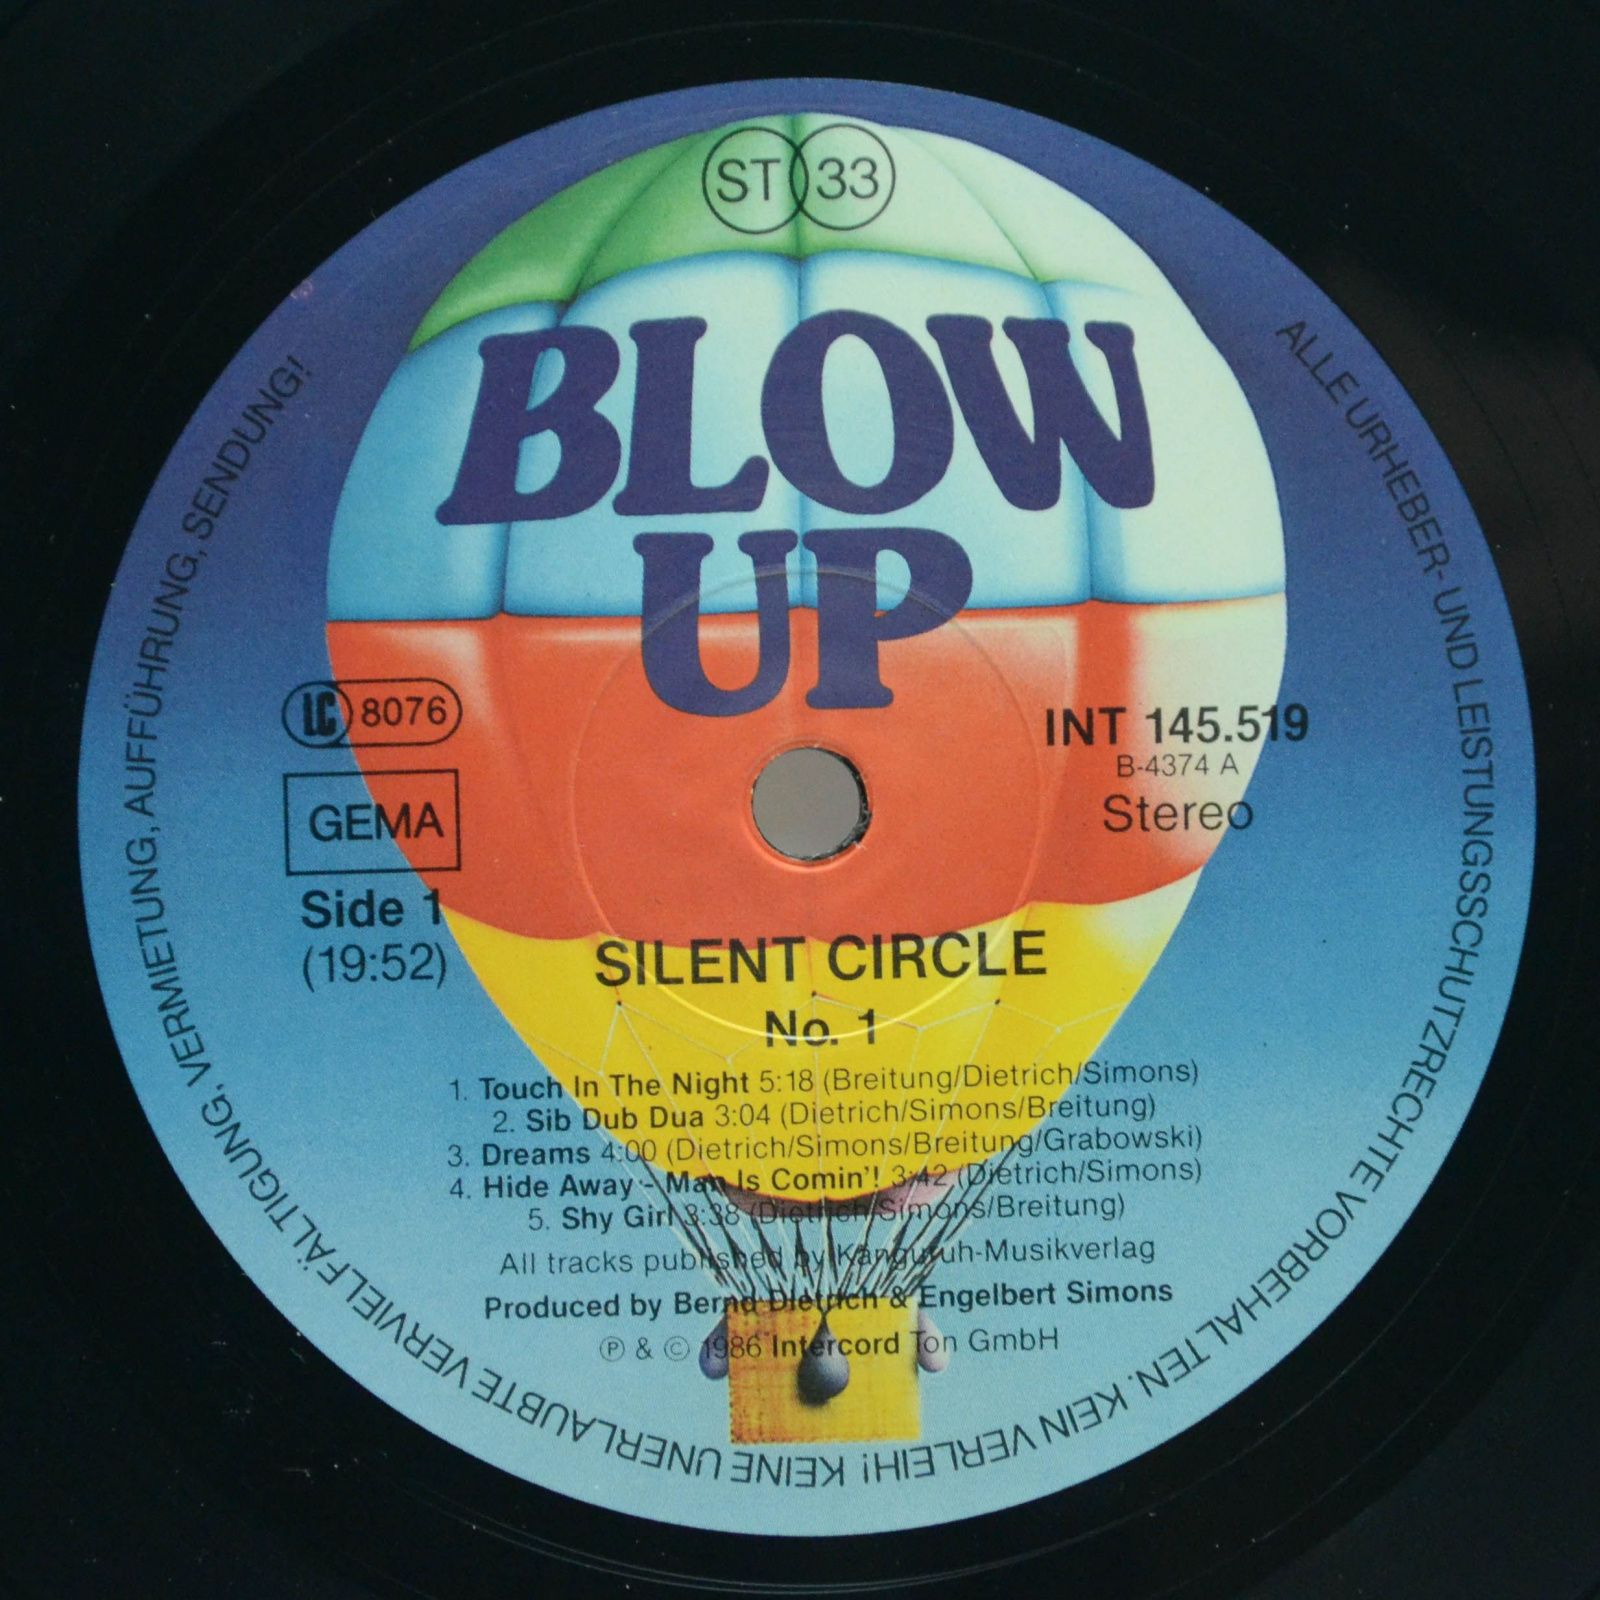 ST 33
BLOW
UP
LC 8076
GEMA
Side 1
(19:52)
INT 145.519
B-4374 A
Stereo
SILENT CIRCLE
No. 1
1. Touch In The Night 5:18 (Breitung/Dietrich/Simons)
2. Sib Dub Dua 3:04 (Dietrich/Simons/Breitung)
3. Dreams 4:00 (Dietrich/Simons/Breitung/Grabowski)
4. Hide Away - Man Is Comin'! 3:42 (Dietrich/Simons)
5. Shy Girl 3:38 (Dietrich-Simons/Breitung)
All tracks published by Känguruh-Musikverlag
Produced by Bernd Dietrich & Engelbert Simons
℗ & © 1986 Intercord Ton GmbH
ALLE URHEBER- UND LEISTUNGSSCHUTZRECHTE VORBEHALTEN. KEIN VERLEIH! KEINE UNERLAUBTE VERVIELFÄLTIGUNG, VERMIETUNG, AUFFÜHRUNG, SENDUNG!